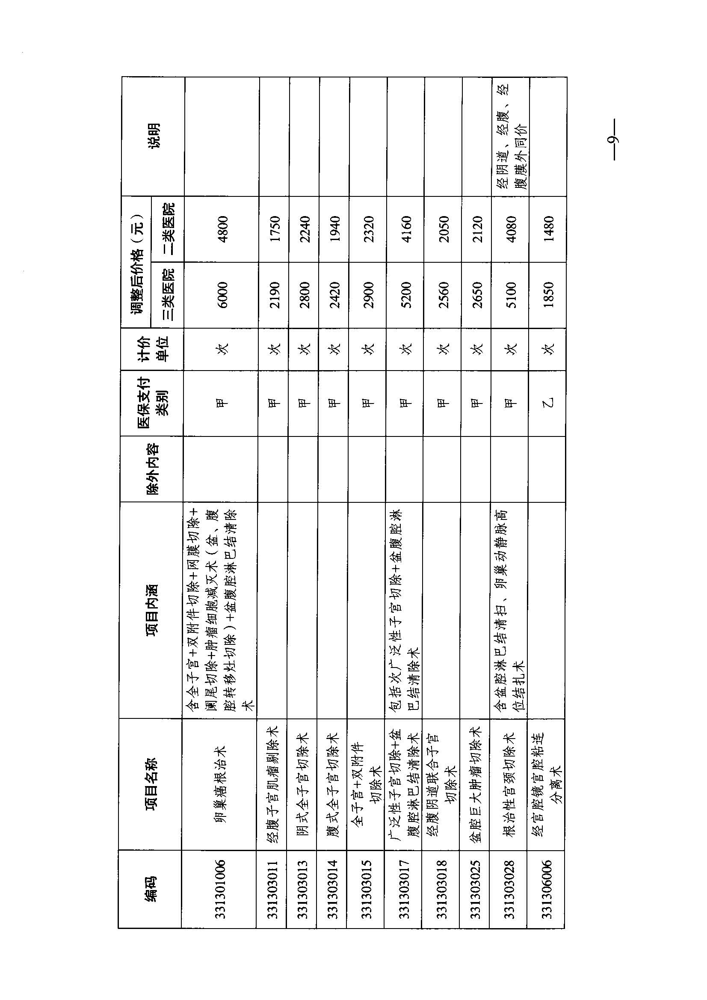 编码
项目名称
项目内涵
除外内容
医保支付
类别
计价
单位
调整后价格（元）
三类医院
二类医院
说明
331301006
卵巢癌根治术
含全子宫+双附件切除+网膜切除+
阑尾切除+肿瘤细胞减灭术（盆、腹
腔转移灶切除）+盆腹腔淋巴结清除
术
甲
次
6000
4800
331303011
经腹子宫肌瘤剔除术
甲
次
2190
1750
331303013
阴式全子宫切除术
甲
次
2800
2240
331303014
腹式全子宫切除术
甲
次
2420
1940
331303015
全子宫+双附件
切除术
甲
次
2900
2320
331303017
广泛性子宫切除+盆
腹腔淋巴结清除术
包括次广泛性子宫切除+盆腹腔淋
巴结清除术
甲
次
5200
4160
331303018
经腹阴道联合子宫
切除术
甲
次
2560
2050
331303025
盆腔巨大肿瘤切除术
甲
次
2650
2120
331303028
根治性宫颈切除术
含盆腔淋巴结清扫、卵巢动静脉高
位结扎术
甲
次
5100
4080
经阴道、经腹、经
腹膜外同价
331306006
经宫腔镜宫腔粘连
分离术
乙
次
1850
1480
—9—